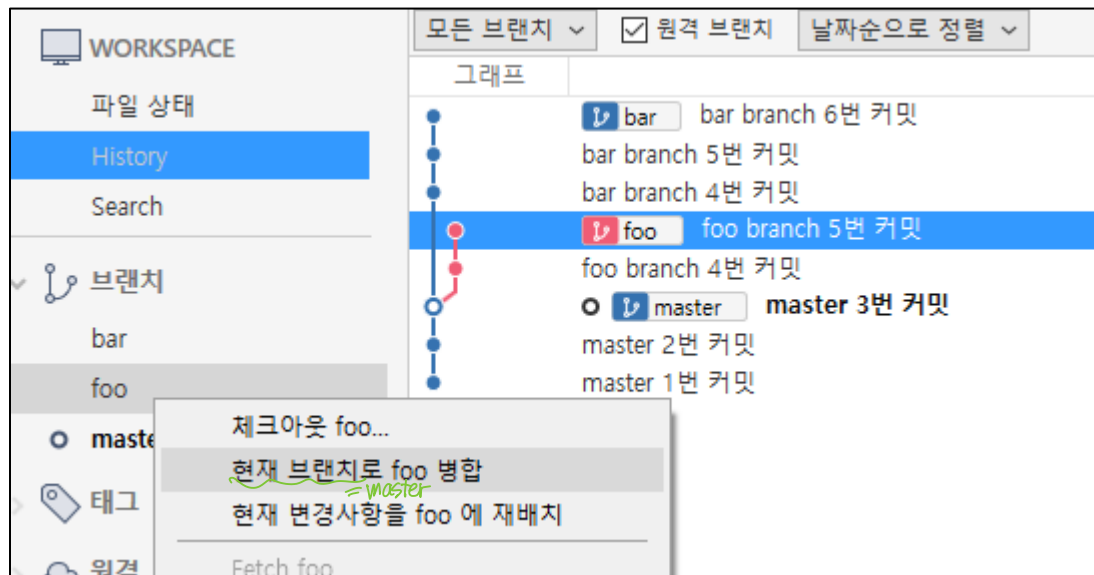 WORKSPACE
파일 상태
History
Search
브랜치
bar
foo
maste
태그
원격
모든 브랜치
원격 브랜치
날짜순으로 정렬
그래프
bar bar branch 6번 커밋
bar branch 5번 커밋
bar branch 4번 커밋
foo foo branch 5번 커밋
foo branch 4번 커밋
master master 3번 커밋
master 2번 커밋
master 1번 커밋
체크아웃 foo...
현재 브랜치로 foo 병합
=master
현재 변경사항을 foo 에 재배치
Fetch foo